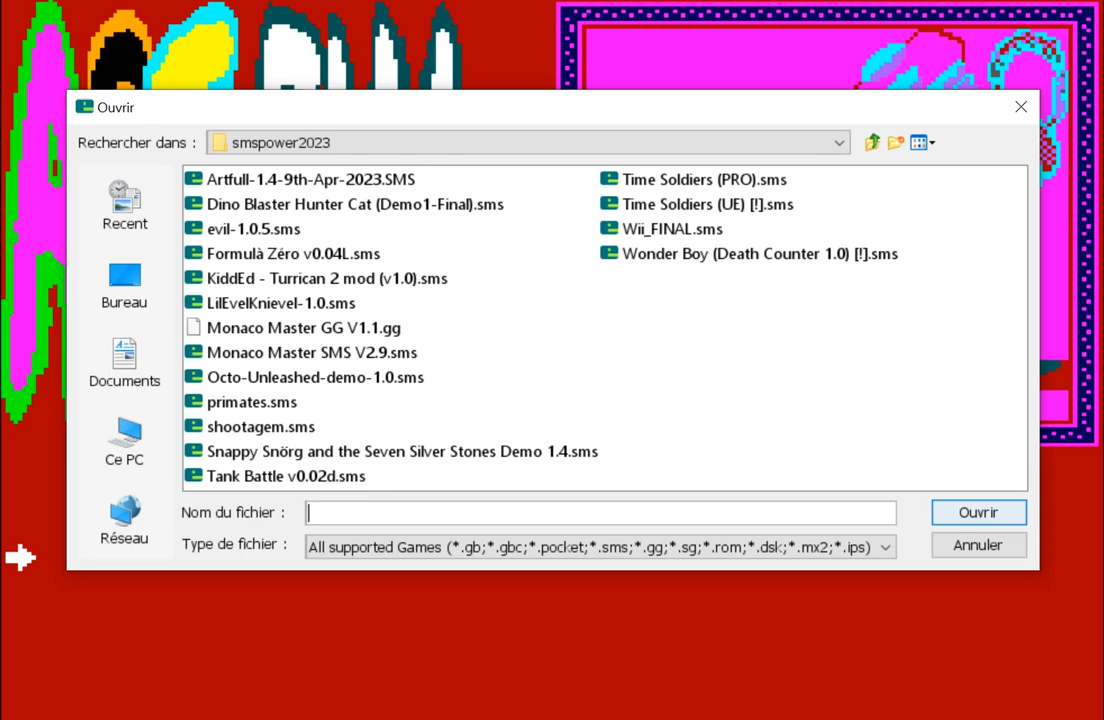 Ouvrir
Rechercher dans :
smspower2023
Recent
Bureau
Documents
Ce PC
Réseau
Artfull-1.4-9th-Apr-2023.SMS
Dino Blaster Hunter Cat (Demo1-Final).sms
evil-1.0.5.sms
Formulà Zéro v0.04L.sms
KiddEd - Turrican 2 mod (v1.0).sms
LilEvelKnievel-1.0.sms
Monaco Master GG V1.1.gg
Monaco Master SMS V2.9.sms
Octo-Unleashed-demo-1.0.sms
primates.sms
shootagem.sms
Snappy Snörg and the Seven Silver Stones Demo 1.4.sms
Tank Battle v0.02d.sms
Time Soldiers (PRO).sms
Time Soldiers (UE) [!].sms
Wii_FINAL.sms
Wonder Boy (Death Counter 1.0) [!].sms
Nom du fichier :
Ouvrir
Type de fichier :
All supported Games (*.gb;*.gbc;*.pocket;*.sms;*.gg;*.sg;*.rom;*.dsk;*.mx2;*.ips)
Annuler